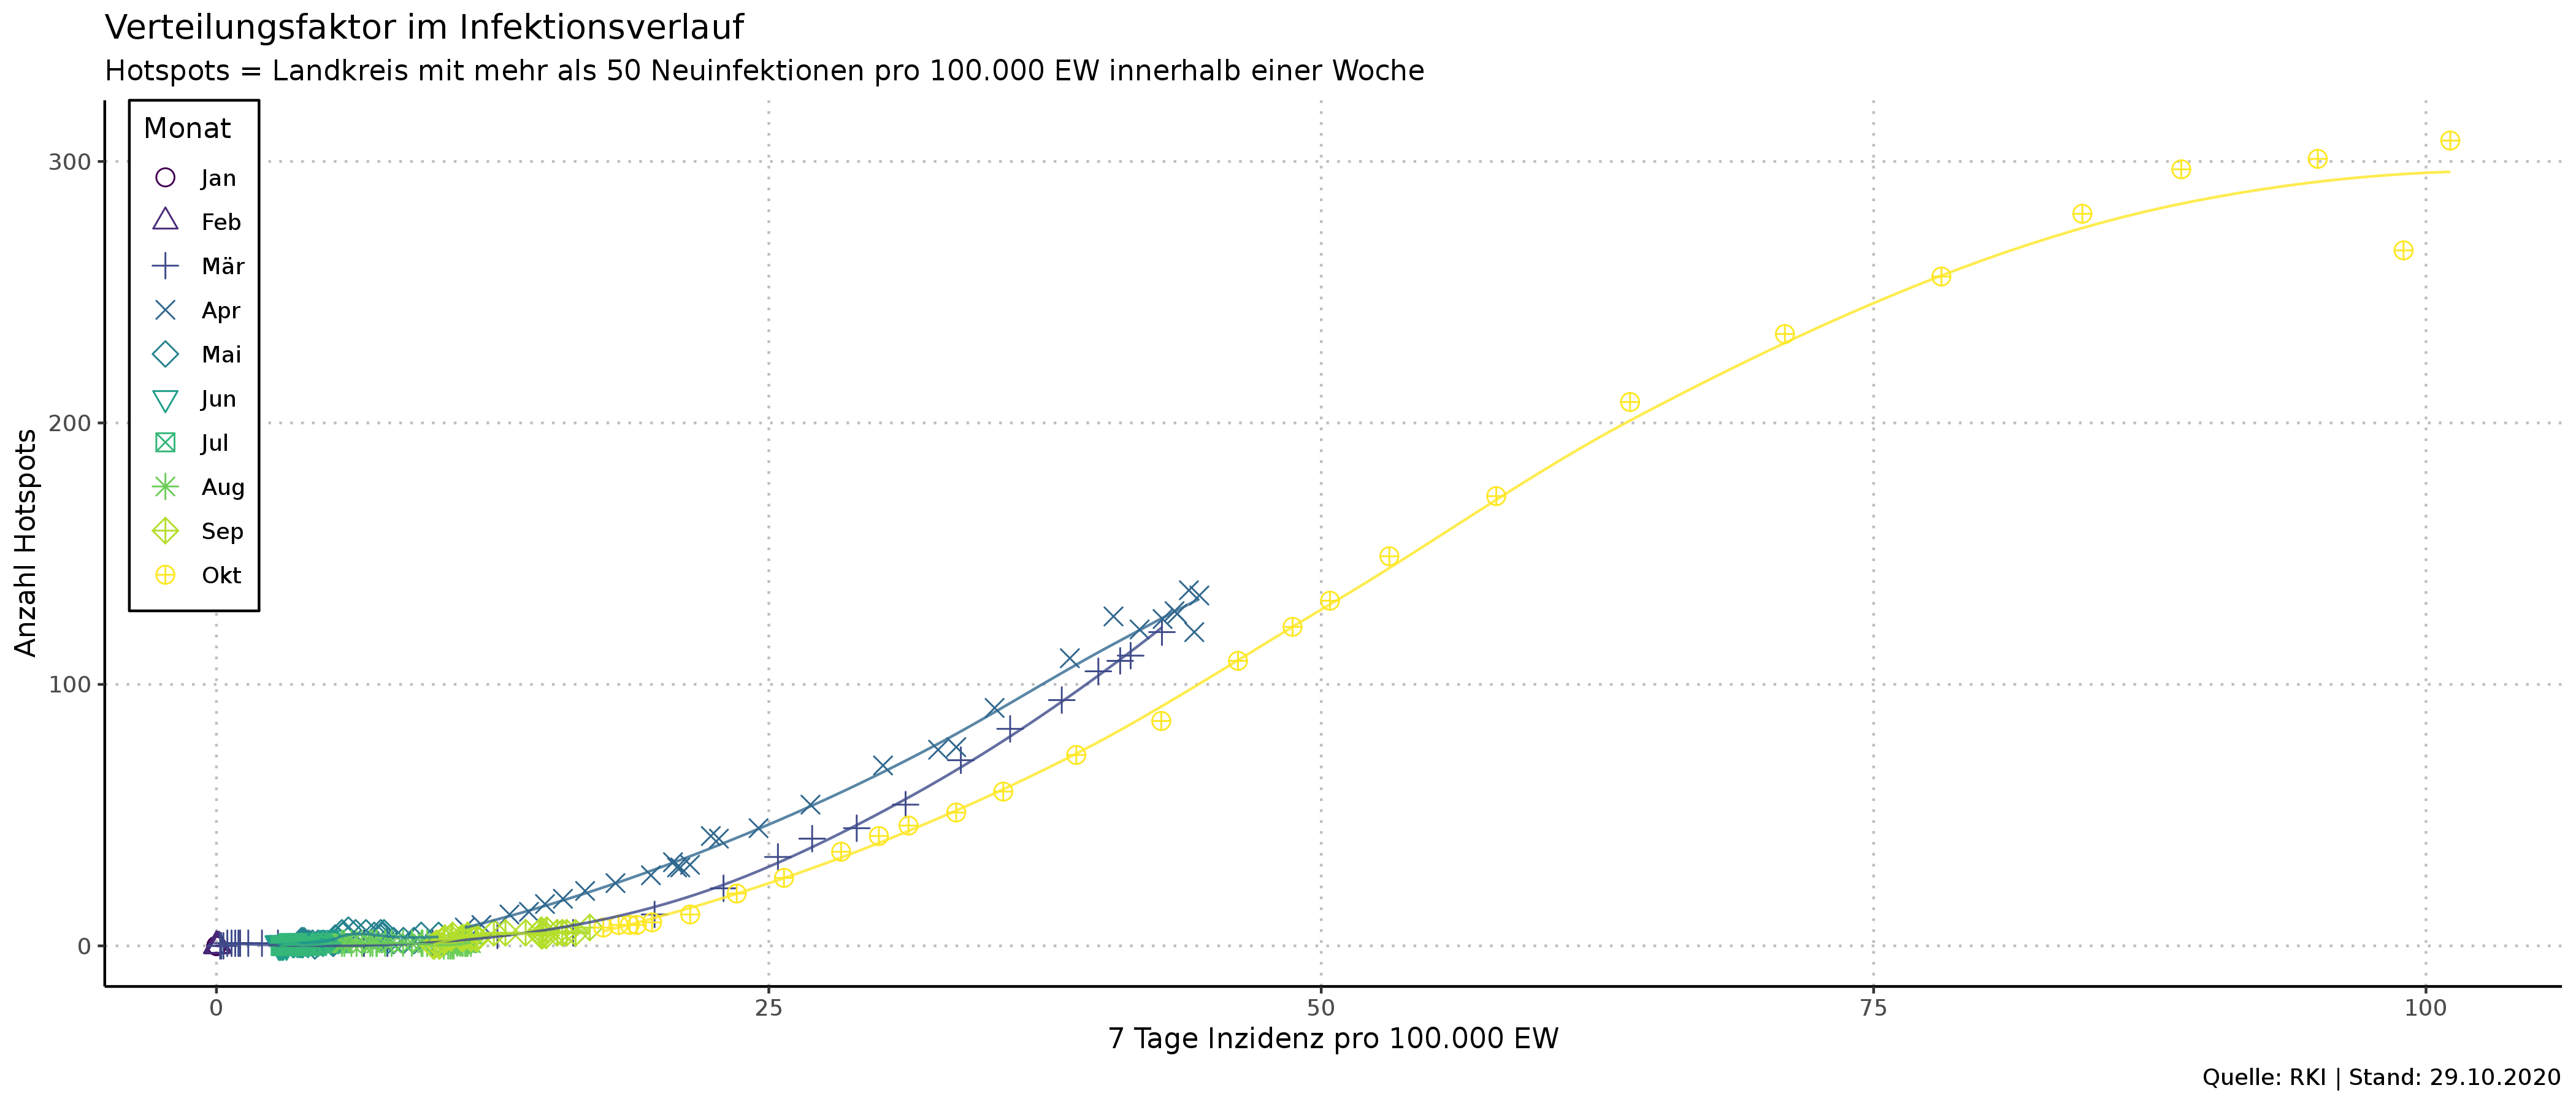 Verteilungsfaktor im Infektionsverlauf
Hotspots = Landkreis mit mehr als 50 Neuinfektionen pro 100.000 EW innerhalb einer Woche
Monat
Jan
Feb
Mär
Apr
Mai
Jun
Jul
Aug
Sep
Okt
Anzahl Hotspots
300
200
100
0
0
25
50
75
100
7 Tage Inzidenz pro 100.000 EW
Quelle: RKI | Stand: 29.10.2020